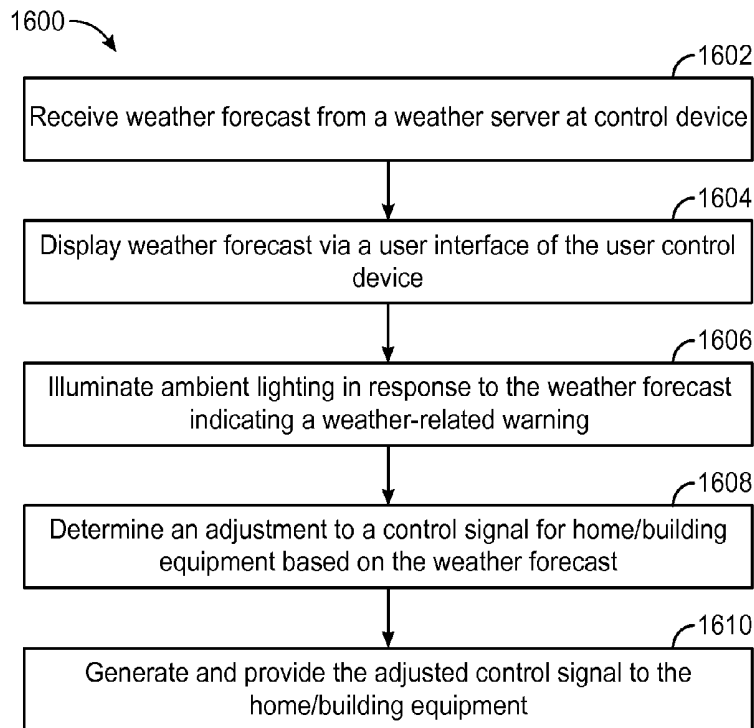 1600
1602
Receive weather forecast from a weather server at control device
1604
Display weather forecast via a user interface of the user control
device
1606
Illuminate ambient lighting in response to the weather forecast
indicating a weather-related warning
1608
Determine an adjustment to a control signal for home/building
equipment based on the weather forecast
1610
Generate and provide the adjusted control signal to the
home/building equipment